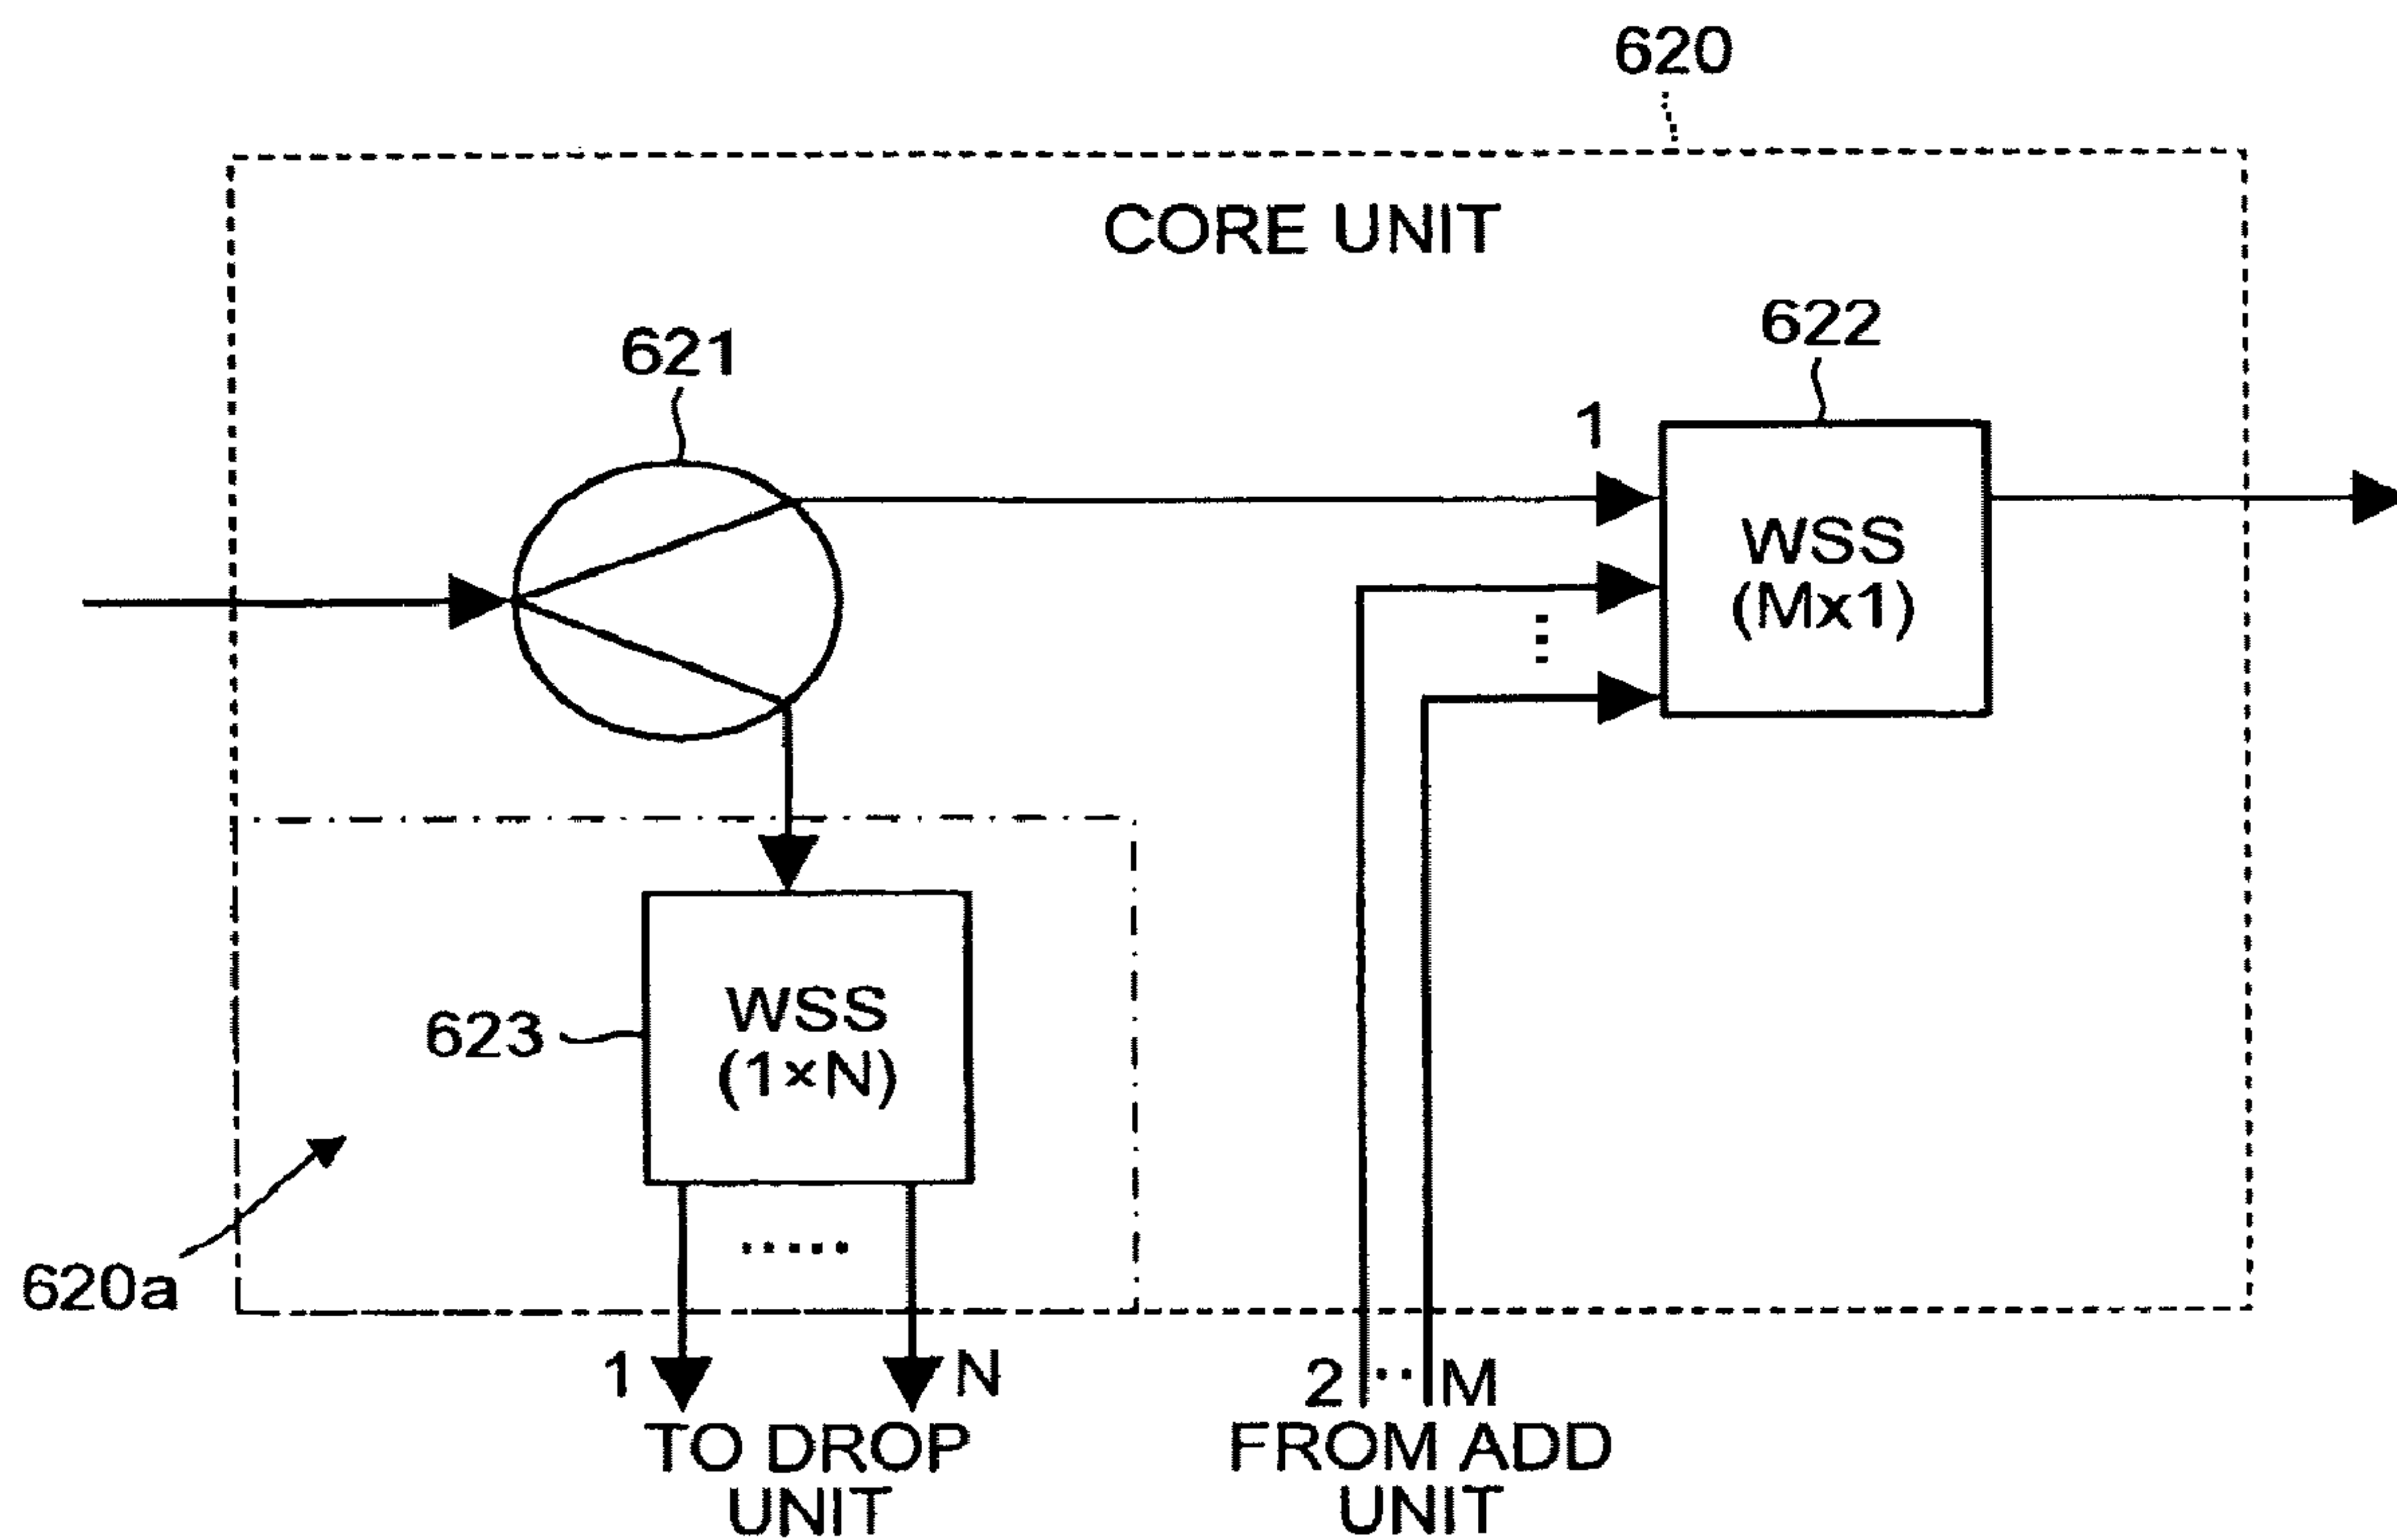 620
CORE UNIT
621
622
1
WSS
(Mx1)
623
WSS
(1×N)
620a
1
N
2
M
TO DROP
UNIT
FROM ADD
UNIT